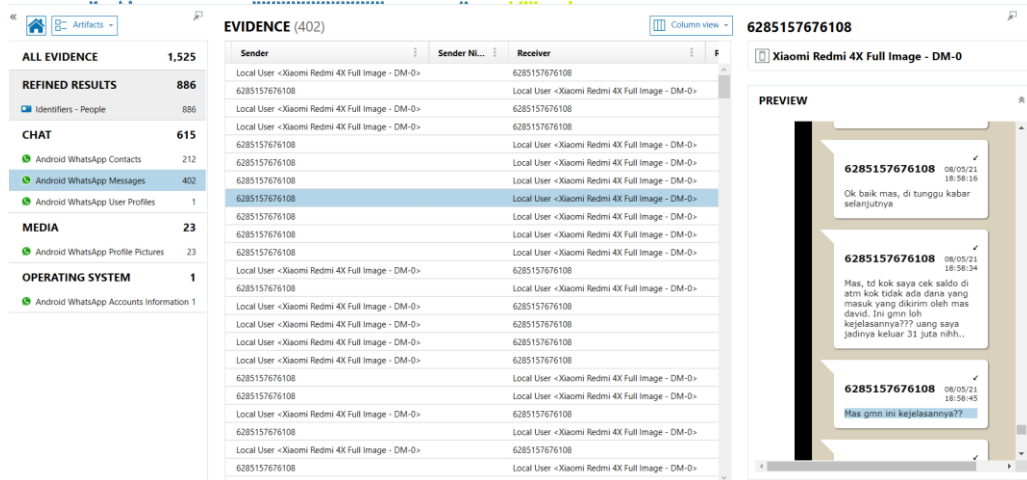 Artifacts
EVIDENCE (402)
Column view
6285157676108
ALL EVIDENCE 1,525
REFINED RESULTS 886
Identifiers - People 886
CHAT 615
Android WhatsApp Contacts 212
Android WhatsApp Messages 402
Android WhatsApp User Profiles 1
MEDIA 23
Android WhatsApp Profile Pictures 23
OPERATING SYSTEM 1
Android WhatsApp Accounts Information 1
Sender Sender Ni... Receiver
Local User <Xiaomi Redmi 4X Full Image - DM-0> 6285157676108
6285157676108 Local User <Xiaomi Redmi 4X Full Image - DM-0>
Local User <Xiaomi Redmi 4X Full Image - DM-0> 6285157676108
Local User <Xiaomi Redmi 4X Full Image - DM-0> 6285157676108
6285157676108 Local User <Xiaomi Redmi 4X Full Image - DM-0>
6285157676108 Local User <Xiaomi Redmi 4X Full Image - DM-0>
6285157676108 Local User <Xiaomi Redmi 4X Full Image - DM-0>
6285157676108 Local User <Xiaomi Redmi 4X Full Image - DM-0>
6285157676108 Local User <Xiaomi Redmi 4X Full Image - DM-0>
6285157676108 Local User <Xiaomi Redmi 4X Full Image - DM-0>
6285157676108 Local User <Xiaomi Redmi 4X Full Image - DM-0>
Local User <Xiaomi Redmi 4X Full Image - DM-0> 6285157676108
6285157676108 Local User <Xiaomi Redmi 4X Full Image - DM-0>
Local User <Xiaomi Redmi 4X Full Image - DM-0> 6285157676108
Local User <Xiaomi Redmi 4X Full Image - DM-0> 6285157676108
Local User <Xiaomi Redmi 4X Full Image - DM-0> 6285157676108
Local User <Xiaomi Redmi 4X Full Image - DM-0> 6285157676108
6285157676108 Local User <Xiaomi Redmi 4X Full Image - DM-0>
6285157676108 Local User <Xiaomi Redmi 4X Full Image - DM-0>
Local User <Xiaomi Redmi 4X Full Image - DM-0> 6285157676108
6285157676108 Local User <Xiaomi Redmi 4X Full Image - DM-0>
Local User <Xiaomi Redmi 4X Full Image - DM-0> 6285157676108
6285157676108 Local User <Xiaomi Redmi 4X Full Image - DM-0>
Xiaomi Redmi 4X Full Image - DM-0
PREVIEW
6285157676108 08/05/21
18:58:16
Ok baik mas, di tunggu kabar
selanjutnya
6285157676108 08/05/21
18:58:34
Mas, td kok saya cek saldo di
atm kok tidak ada dana yang
masuk yang dikirim oleh mas
david. Ini gmn loh
kejelasannya??? uang saya
jadinya keluar 31 juta nihh..
6285157676108 08/05/21
18:58:45
Mas gmn ini kejelasannya??